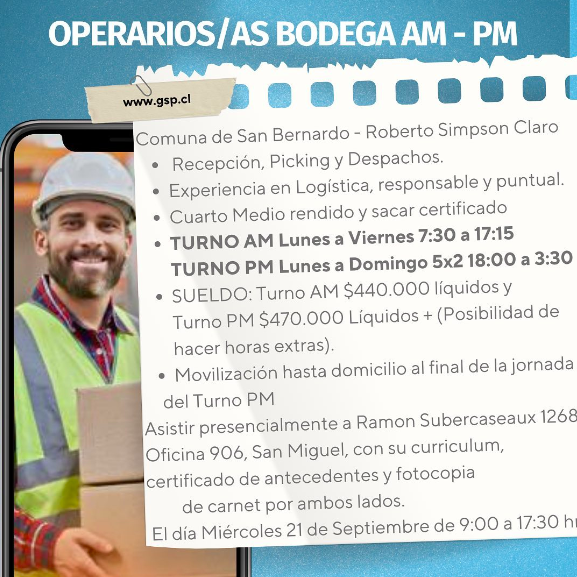 OPERARIOS/AS BODEGA AM - PM
www.gsp.cl
Comuna de San Bernardo - Roberto Simpson Claro
• Recepción, Picking y Despachos.
• Experiencia en Logística, responsable y puntual.
• Cuarto Medio rendido y sacar certificado
• TURNO AM Lunes a Viernes 7:30 a 17:15
TURNO PM Lunes a Domingo 5x2 18:00 a 3:30
• SUELDO: Turno AM $440.000 líquidos y
Turno PM $470.000 Líquidos + (Posibilidad de
hacer horas extras).
• Movilización hasta domicilio al final de la jornada
del Turno PM
Asistir presencialmente a Ramon Subercaseaux 1268
Oficina 906, San Miguel, con su curriculum,
certificado de antecedentes y fotocopia
de carnet por ambos lados.
El día Miércoles 21 de Septiembre de 9:00 a 17:30